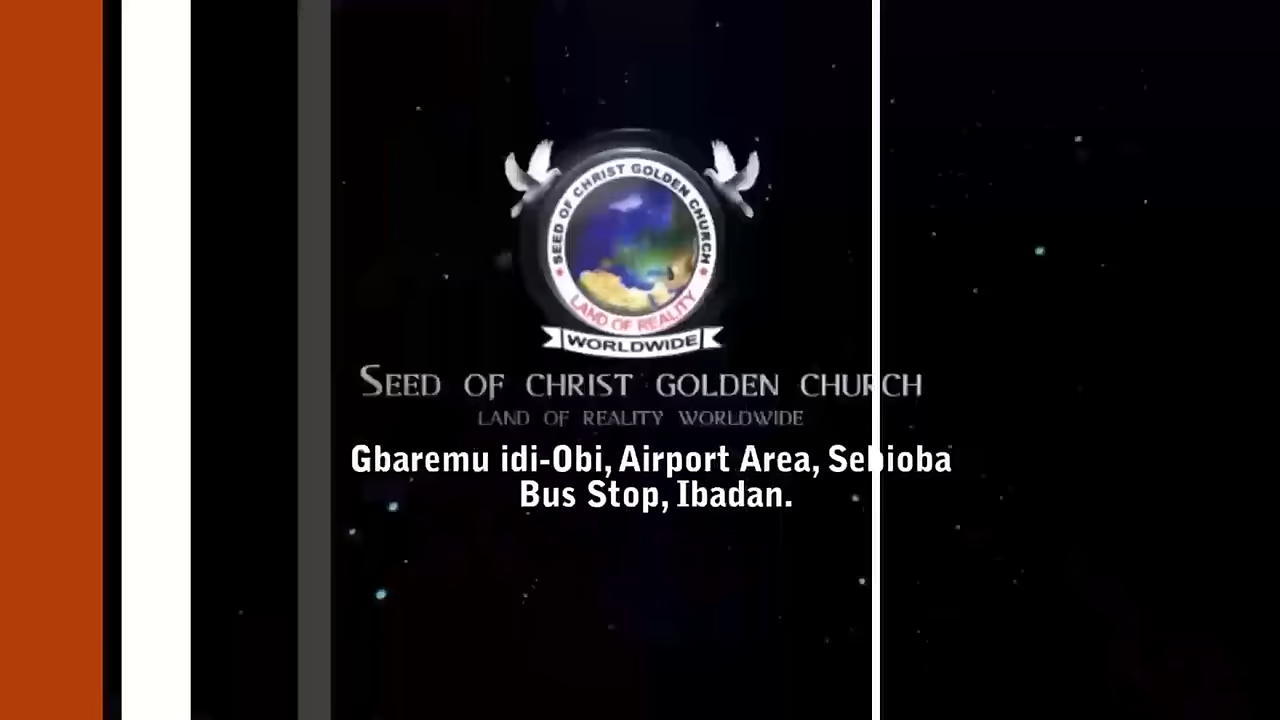 SEED OF CHRIST GOLDEN CHURCH
LAND OF REALITY
WORLDWIDE
SEED OF CHRIST GOLDEN CHURCH
LAND OF REALITY WORLDWIDE
Gbaremu idi-Obi, Airport Area, Sebioba
Bus Stop, Ibadan.